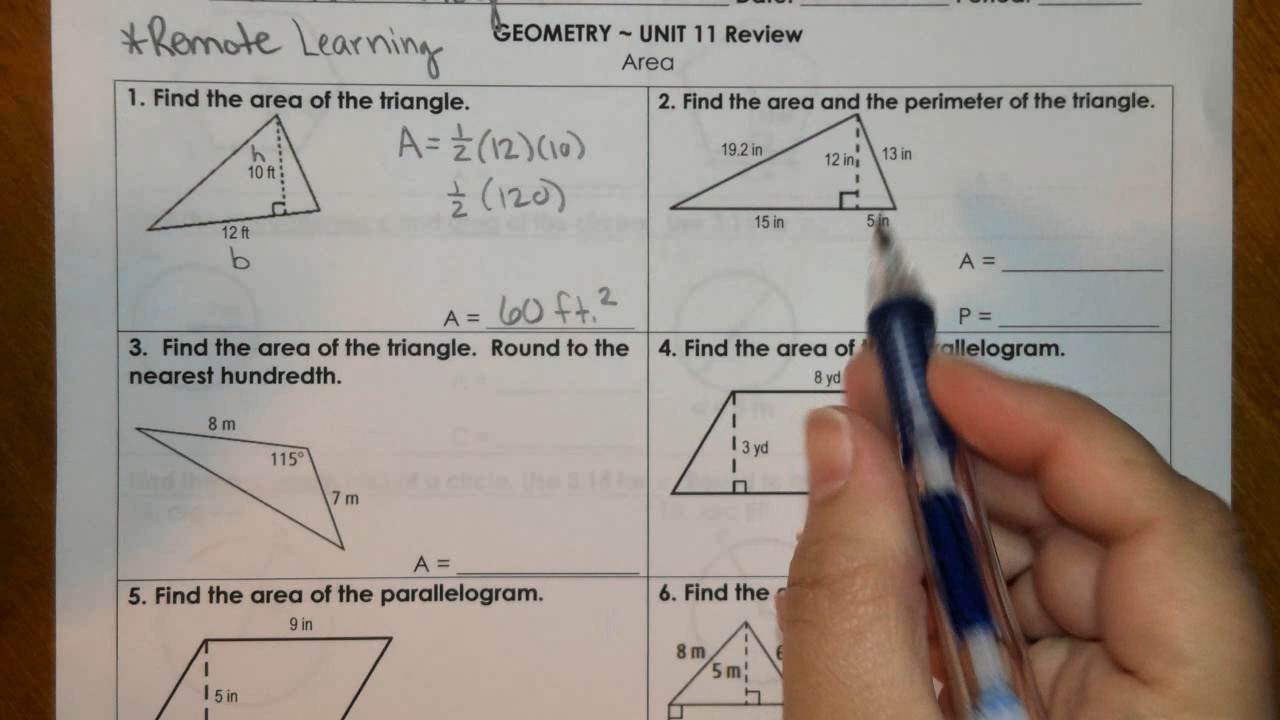 *Remote Learning
GEOMETRY ~ UNIT 11 Review
Area
1. Find the area of the triangle.
h
10 ft
12 ft
b
A = 1/2 (12)(10)
1/2 (120)
A = 60 ft.²
2. Find the area and the perimeter of the triangle.
19.2 in
12 in
13 in
15 in
5 in
A =
P =
3. Find the area of the triangle. Round to the
nearest hundredth.
8 m
115°
7 m
A =
4. Find the area of
allelogram.
8 yd
3 yd
5. Find the area of the parallelogram.
9 in
5 in
6. Find the
8 m
5 m